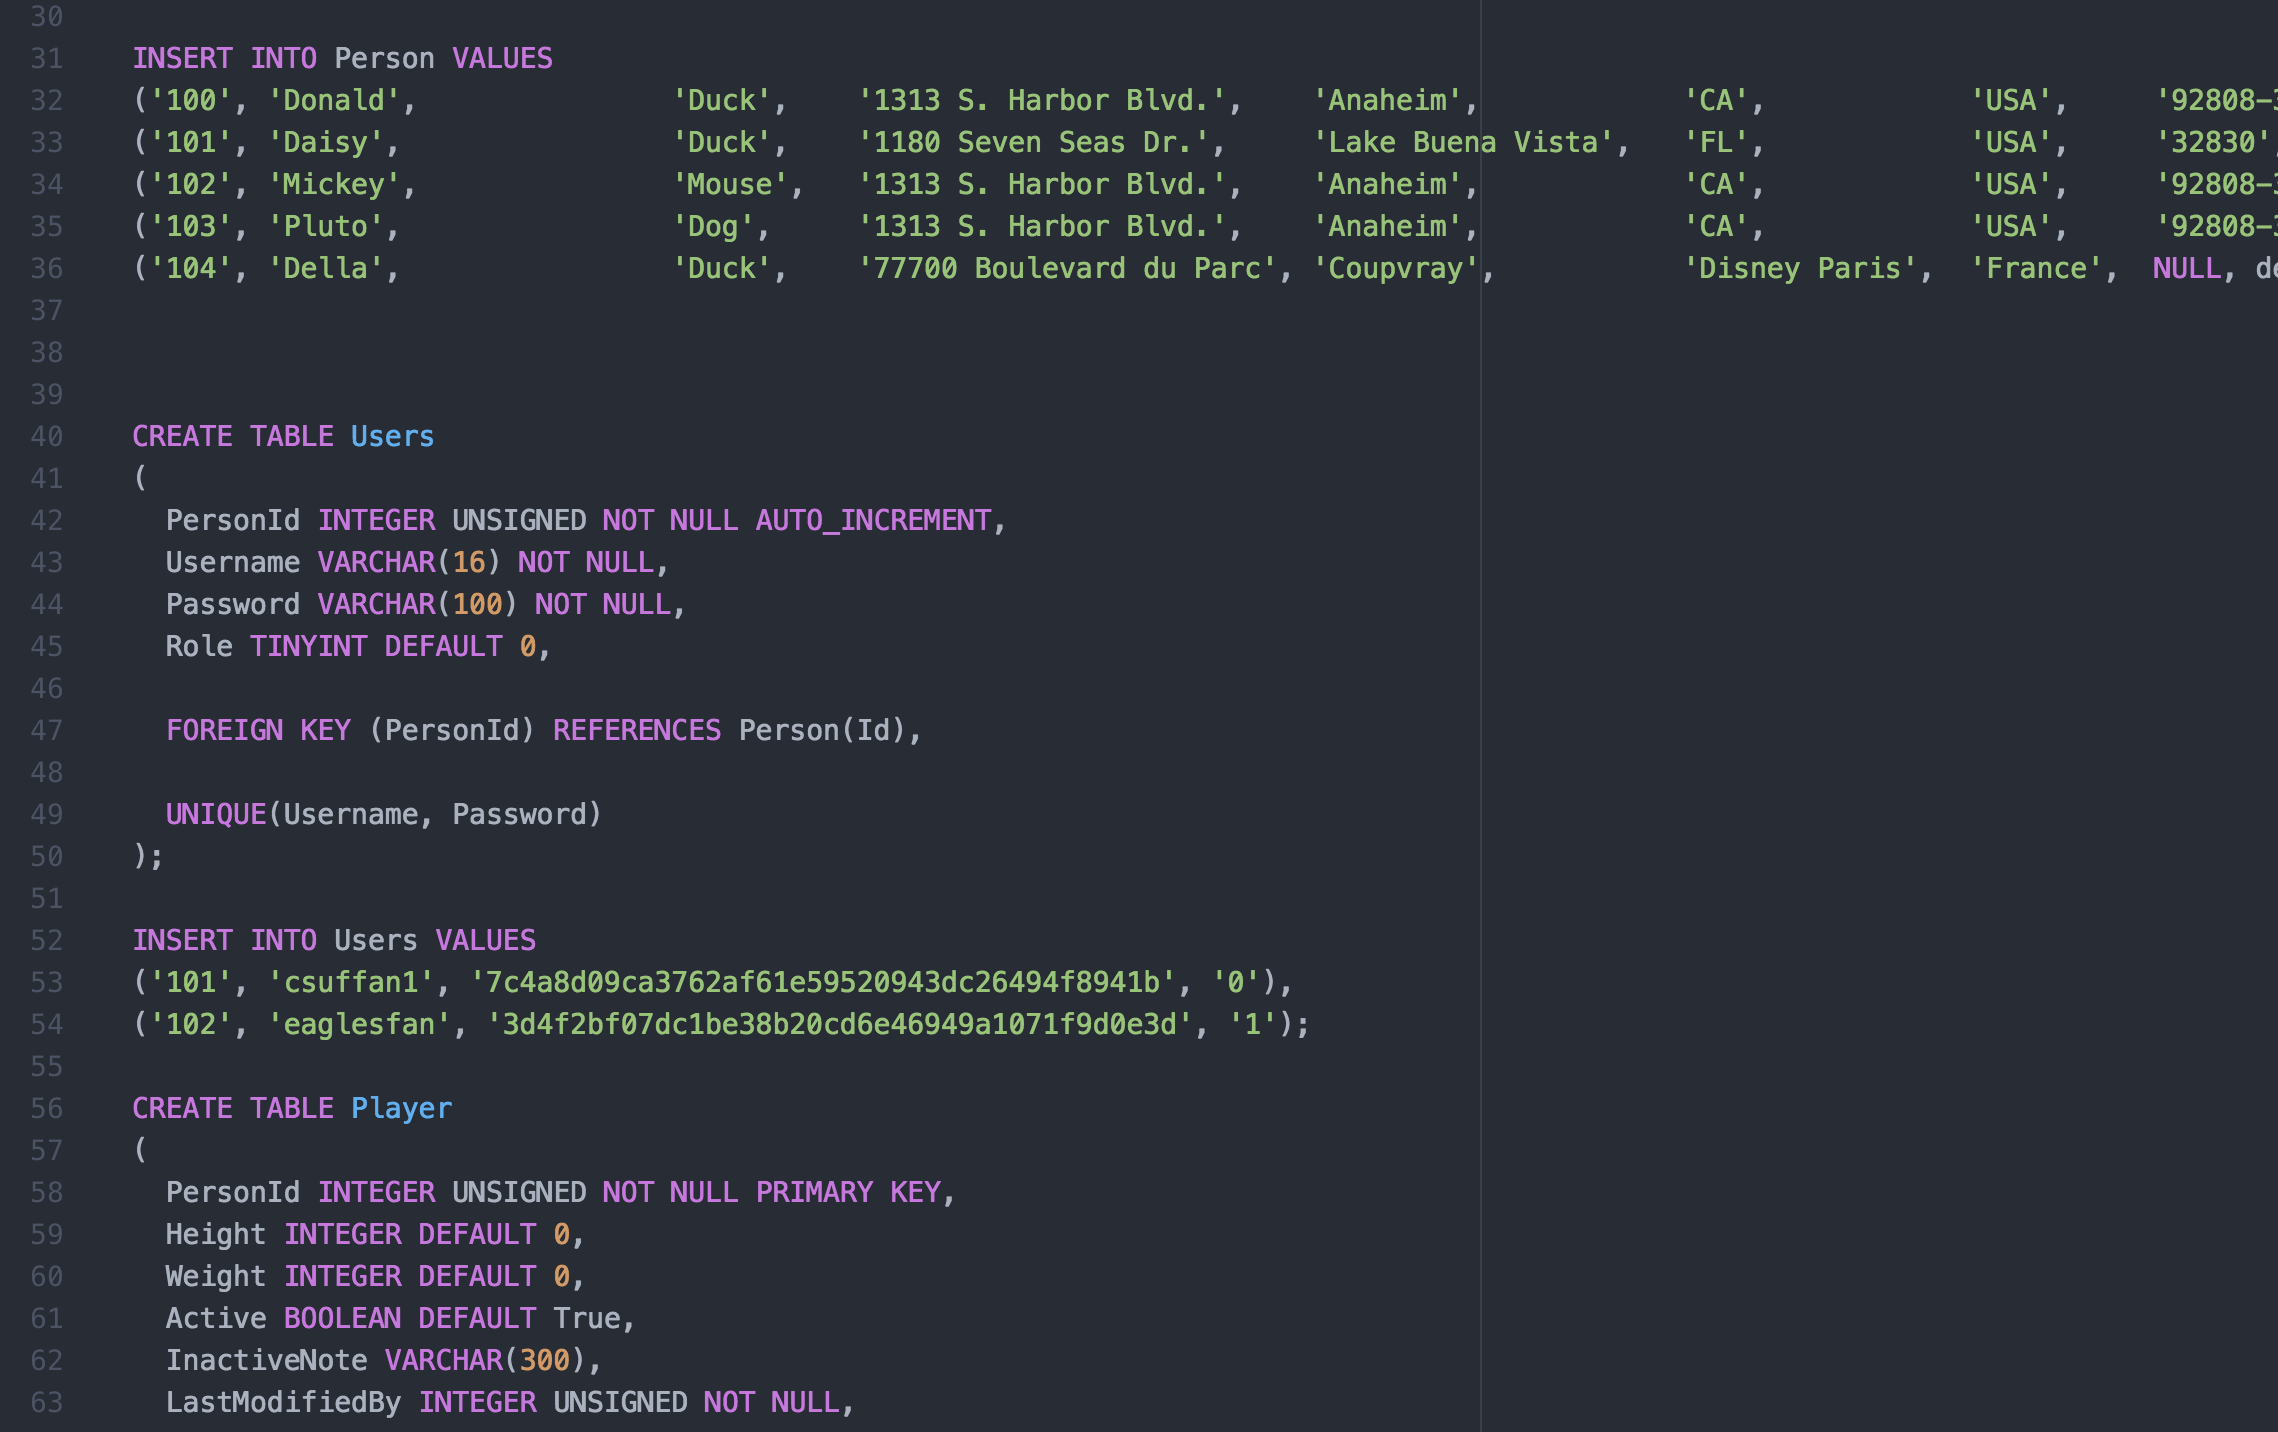 30
31 INSERT INTO Person VALUES
32 ('100', 'Donald', 'Duck', '1313 S. Harbor Blvd.', 'Anaheim', 'CA', 'USA', '92808-3
33 ('101', 'Daisy', 'Duck', '1180 Seven Seas Dr.', 'Lake Buena Vista', 'FL', 'USA', '32830',
34 ('102', 'Mickey', 'Mouse', '1313 S. Harbor Blvd.', 'Anaheim', 'CA', 'USA', '92808-3
35 ('103', 'Pluto', 'Dog', '1313 S. Harbor Blvd.', 'Anaheim', 'CA', 'USA', '92808-3
36 ('104', 'Della', 'Duck', '77700 Boulevard du Parc', 'Coupvray', 'Disney Paris', 'France', NULL, de
37
38
39
40 CREATE TABLE Users
41 (
42 PersonId INTEGER UNSIGNED NOT NULL AUTO_INCREMENT,
43 Username VARCHAR(16) NOT NULL,
44 Password VARCHAR(100) NOT NULL,
45 Role TINYINT DEFAULT 0,
46
47 FOREIGN KEY (PersonId) REFERENCES Person(Id),
48
49 UNIQUE(Username, Password)
50 );
51
52 INSERT INTO Users VALUES
53 ('101', 'csuffan1', '7c4a8d09ca3762af61e59520943dc26494f8941b', '0'),
54 ('102', 'eaglesfan', '3d4f2bf07dc1be38b20cd6e46949a1071f9d0e3d', '1');
55
56 CREATE TABLE Player
57 (
58 PersonId INTEGER UNSIGNED NOT NULL PRIMARY KEY,
59 Height INTEGER DEFAULT 0,
60 Weight INTEGER DEFAULT 0,
61 Active BOOLEAN DEFAULT True,
62 InactiveNote VARCHAR(300),
63 LastModifiedBy INTEGER UNSIGNED NOT NULL,